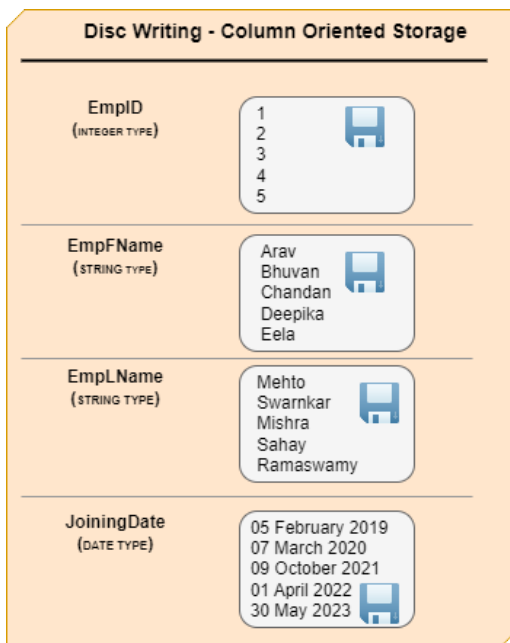 Disc Writing - Column Oriented Storage
EmpID
(INTEGER TYPE)
1
2
3
4
5
EmpFName
(STRING TYPE)
Arav
Bhuvan
Chandan
Deepika
Eela
EmpLName
(STRING TYPE)
Mehto
Swarnkar
Mishra
Sahay
Ramaswamy
JoiningDate
(DATE TYPE)
05 February 2019
07 March 2020
09 October 2021
01 April 2022
30 May 2023